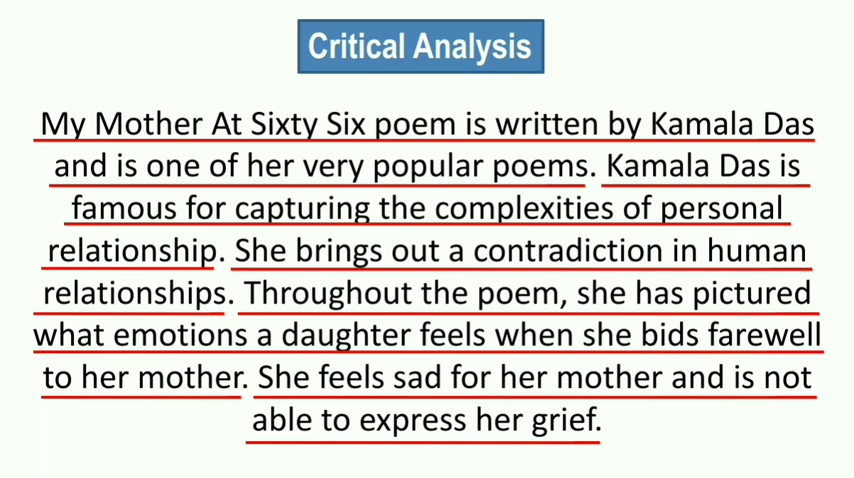 Critical Analysis
My Mother At Sixty Six poem is written by Kamala Das
and is one of her very popular poems. Kamala Das is
famous for capturing the complexities of personal
relationship. She brings out a contradiction in human
relationships. Throughout the poem, she has pictured
what emotions a daughter feels when she bids farewell
to her mother. She feels sad for her mother and is not
able to express her grief.